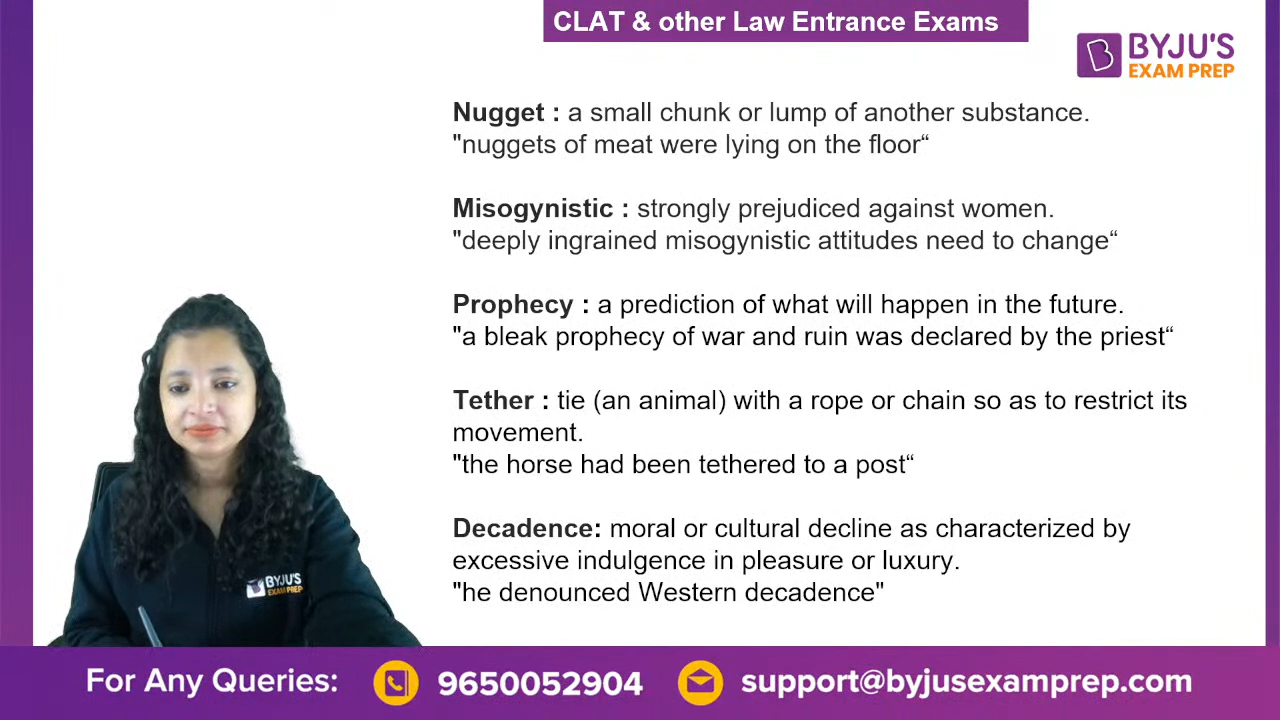 CLAT & other Law Entrance Exams
BYJU'S
EXAM PREP
Nugget : a small chunk or lump of another substance.
"nuggets of meat were lying on the floor“
Misogynistic : strongly prejudiced against women.
"deeply ingrained misogynistic attitudes need to change“
Prophecy : a prediction of what will happen in the future.
"a bleak prophecy of war and ruin was declared by the priest“
Tether : tie (an animal) with a rope or chain so as to restrict its
movement.
"the horse had been tethered to a post“
Decadence: moral or cultural decline as characterized by
excessive indulgence in pleasure or luxury.
"he denounced Western decadence"
BYJU'S
EXAM PREP
For Any Queries: 9650052904 support@byjusexamprep.com